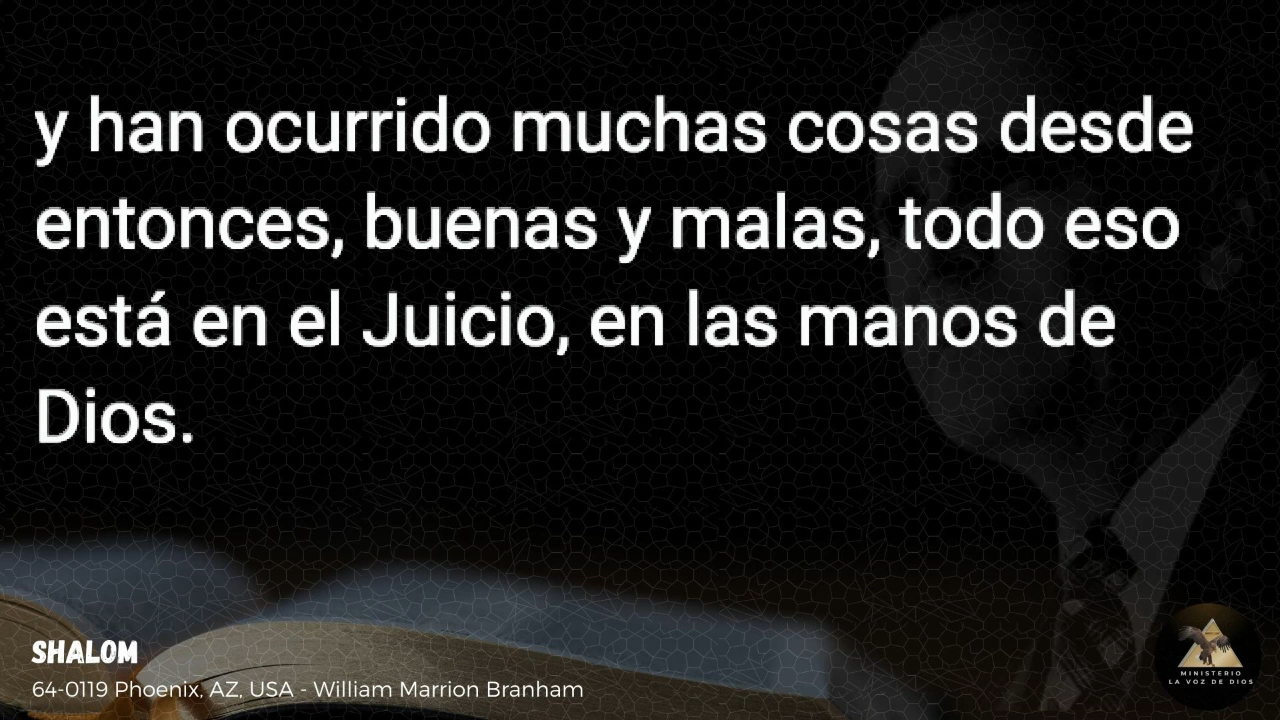 y han ocurrido muchas cosas desde
entonces, buenas y malas, todo eso
está en el Juicio, en las manos de
Dios.
SHALOM
64-0119 Phoenix, AZ, USA - William Marrion Branham
MINISTERIO
LA VOZ DE DIOS